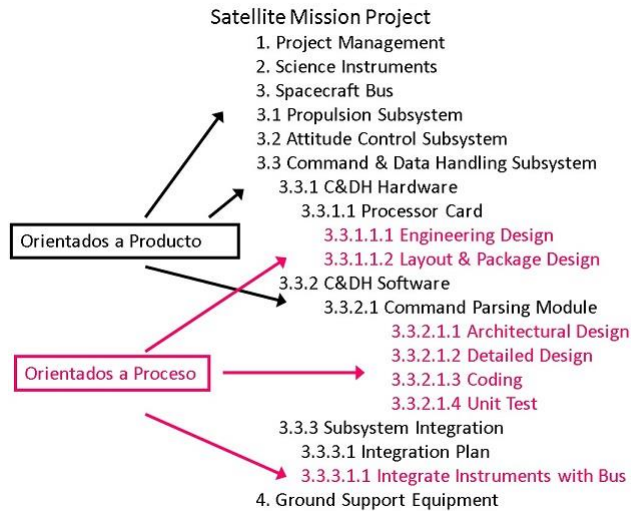 Satellite Mission Project
1. Project Management
2. Science Instruments
3. Spacecraft Bus
3.1 Propulsion Subsystem
3.2 Attitude Control Subsystem
3.3 Command & Data Handling Subsystem
3.3.1 C&DH Hardware
3.3.1.1 Processor Card
3.3.1.1.1 Engineering Design
3.3.1.1.2 Layout & Package Design
3.3.2 C&DH Software
3.3.2.1 Command Parsing Module
3.3.2.1.1 Architectural Design
3.3.2.1.2 Detailed Design
3.3.2.1.3 Coding
3.3.2.1.4 Unit Test
3.3.3 Subsystem Integration
3.3.3.1 Integration Plan
3.3.3.1.1 Integrate Instruments with Bus
4. Ground Support Equipment
Orientados a Producto
Orientados a Proceso